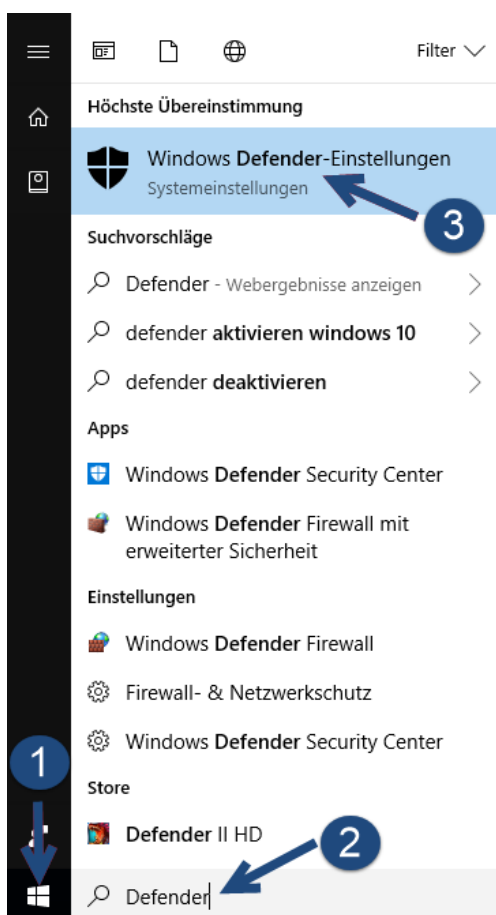 Filter
Höchste Übereinstimmung
Windows Defender-Einstellungen
Systemeinstellungen
3
Suchvorschläge
Defender - Webergebnisse anzeigen
defender aktivieren windows 10
defender deaktivieren
Apps
Windows Defender Security Center
Windows Defender Firewall mit
erweiterter Sicherheit
Einstellungen
Windows Defender Firewall
Firewall- & Netzwerkschutz
Windows Defender Security Center
1
Store
Defender II HD
2
Defender